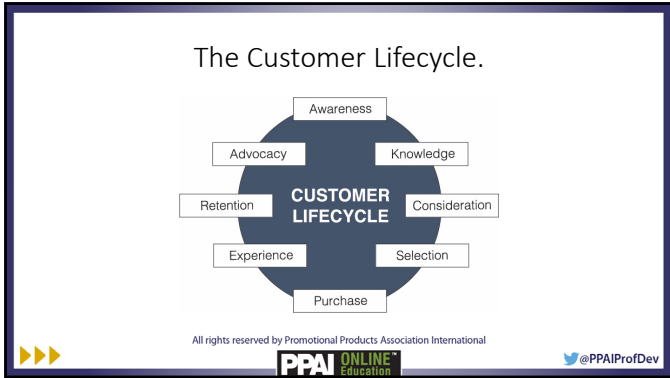 The Customer Lifecycle.
Awareness
Advocacy
Knowledge
Retention
CUSTOMER
LIFECYCLE
Consideration
Experience
Selection
Purchase
All rights reserved by Promotional Products Association International
PPAI ONLINE™
Education
@PPAIProfDev